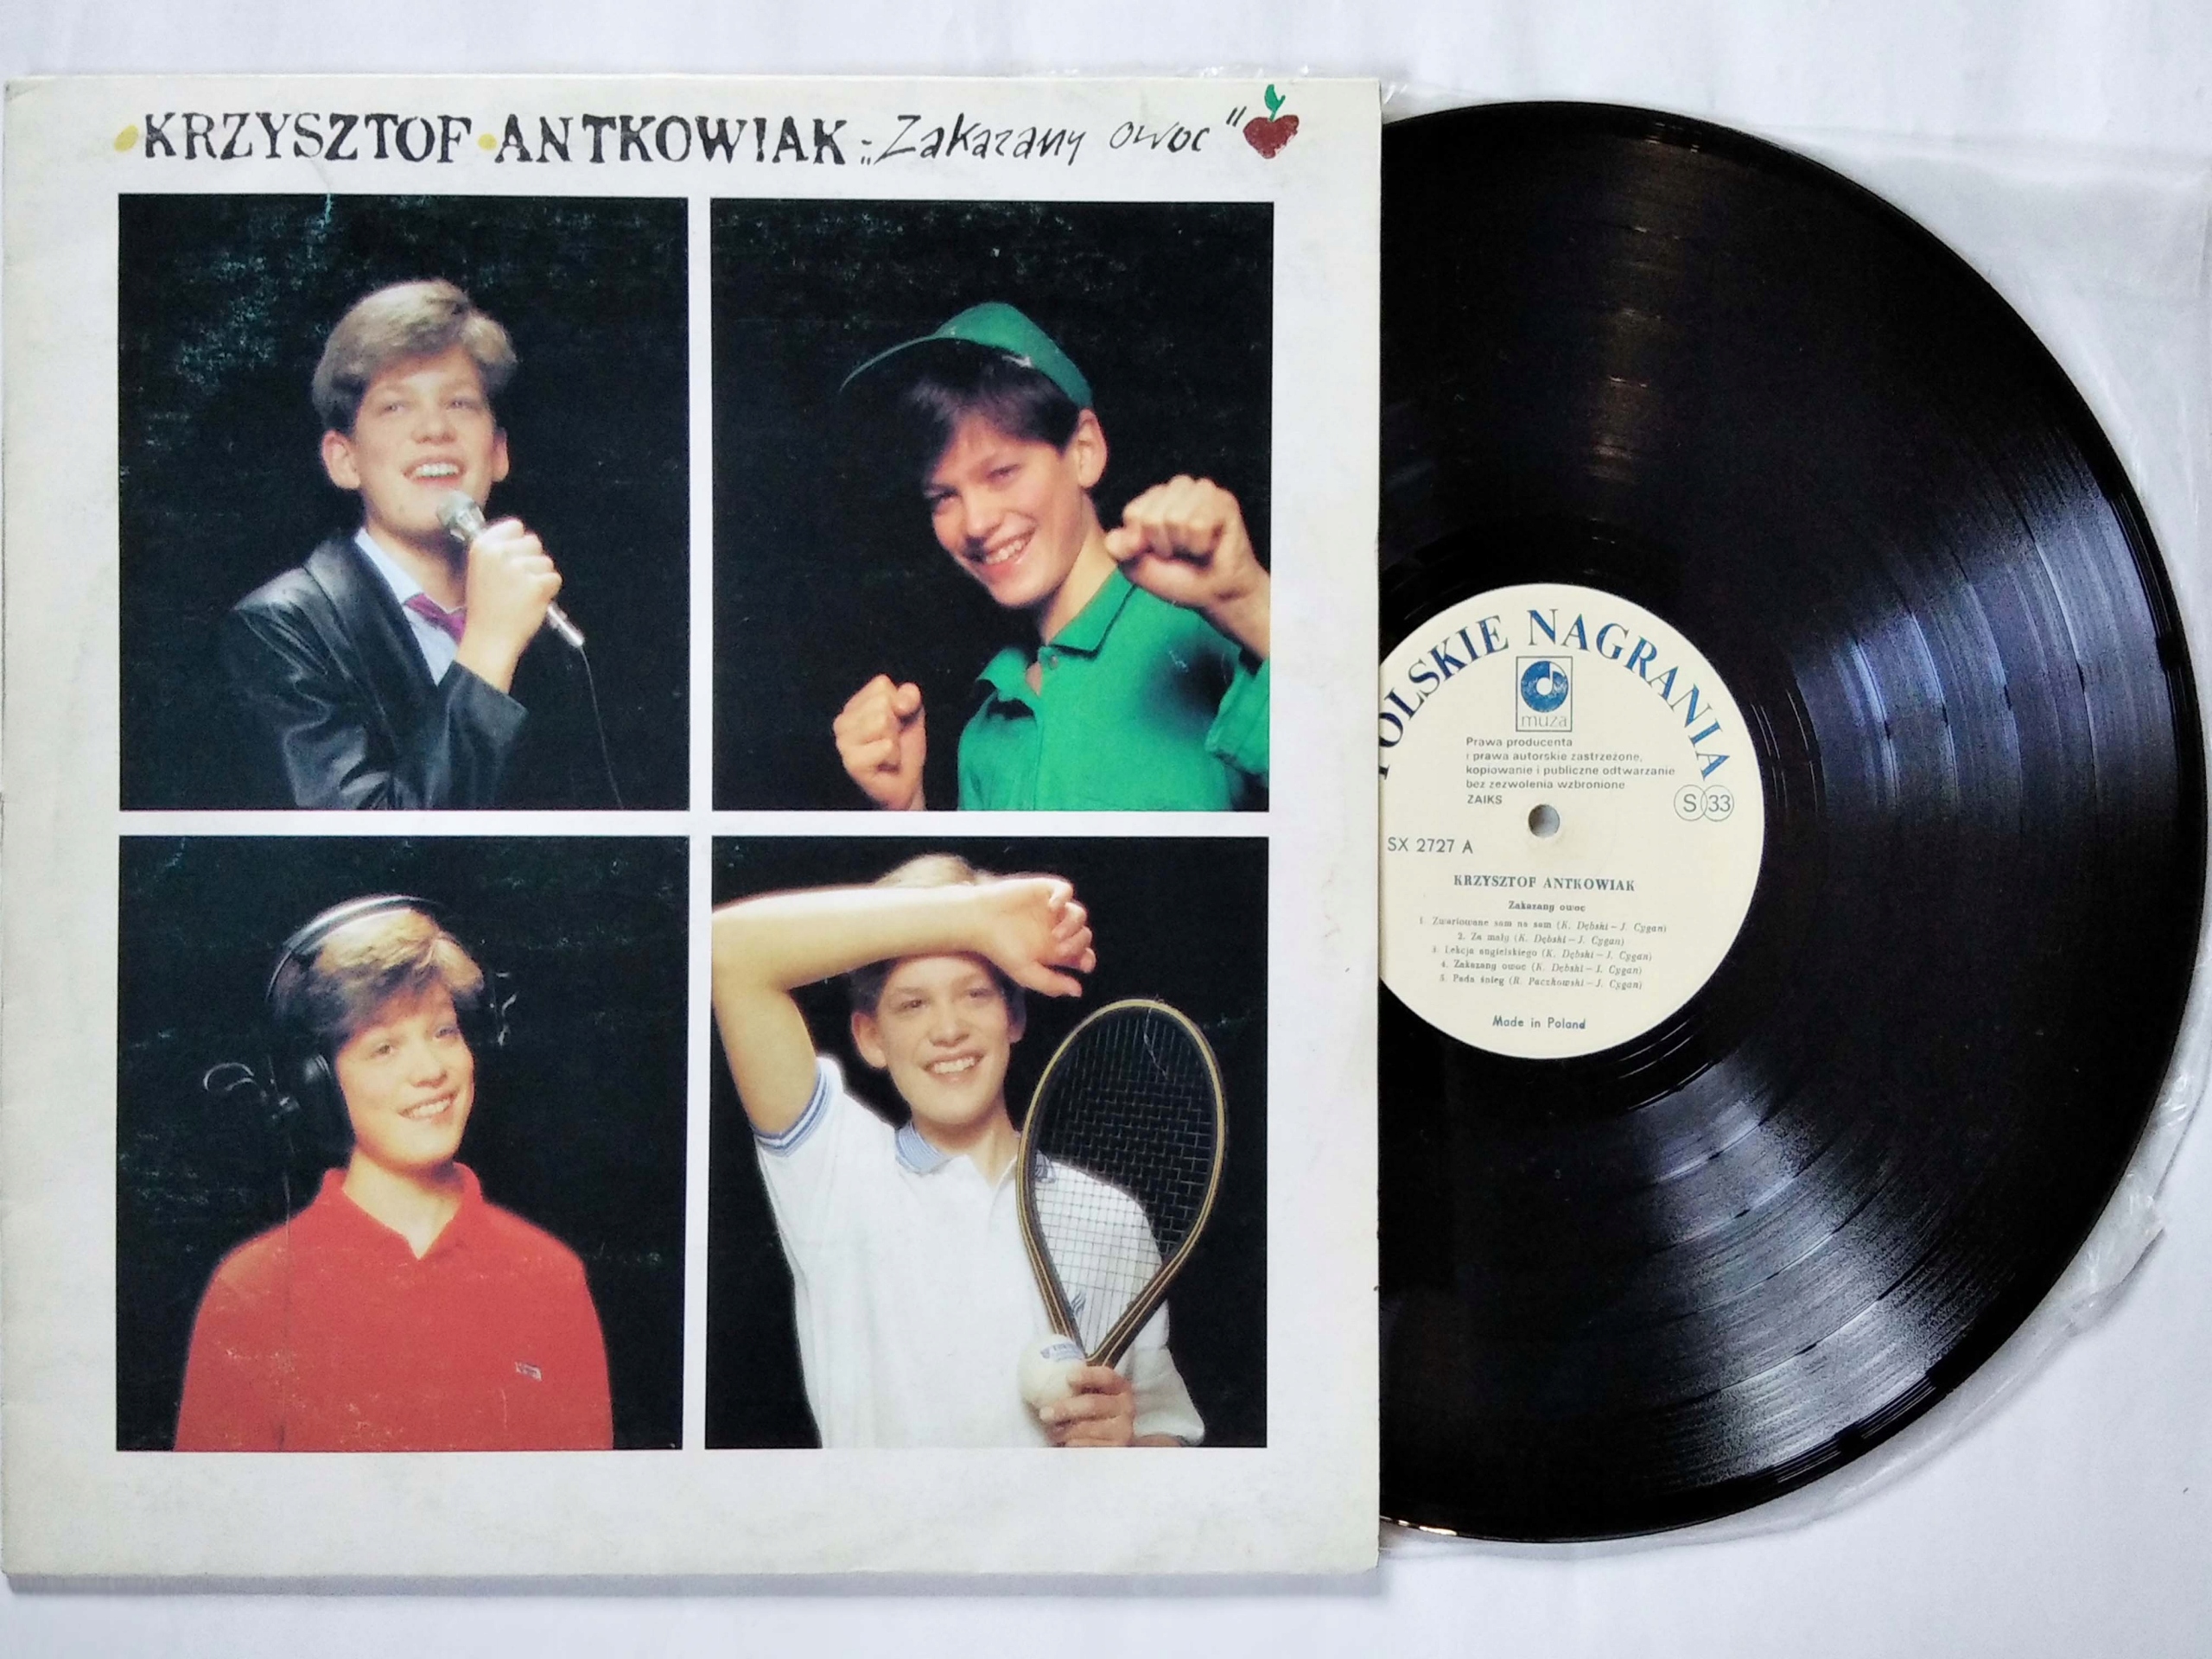 KRZYSZTOF ANTKOWIAK: „Zakazany owoc"
POLSKIE NAGRANIA
muza
Prawa producenta
i prawa autorskie zastrzeżone,
kopiowanie i publiczne odtwarzanie
bez zezwolenia wzbronione
ZAIKS
S 33
SX 2727 A
KRZYSZTOF ANTKOWIAK
Zakazany owoc
1. Zwariowane sam na sam (K. Dębski – J. Cygan)
2. Za mały (K. Dębski – J. Cygan)
3. Lekcja angielskiego (K. Dębski – J. Cygan)
4. Zakazany owoc (K. Dębski – J. Cygan)
5. Pada śnieg (R. Paczkowski – J. Cygan)
Made in Poland